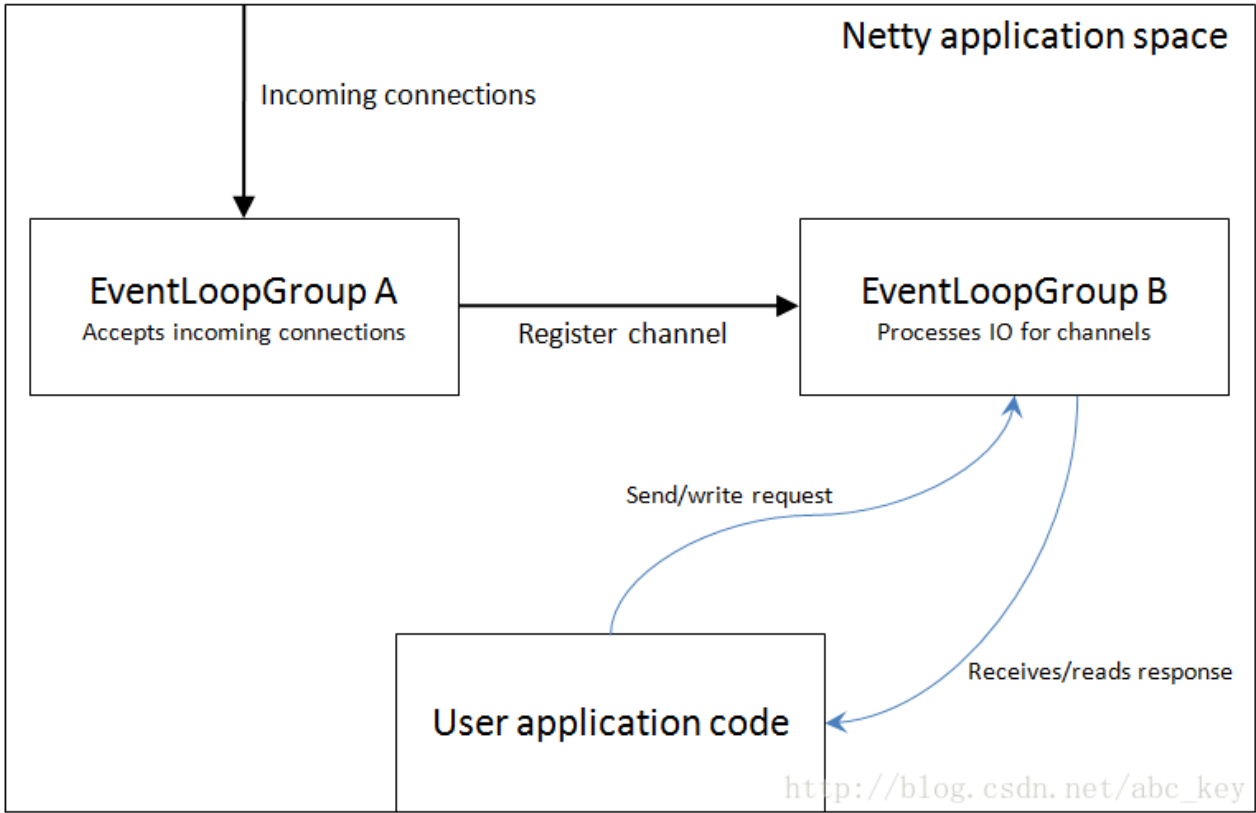 Netty application space
Incoming connections
EventLoopGroup A
Accepts incoming connections
Register channel
EventLoopGroup B
Processes IO for channels
Send/write request
Receives/reads response
User application code
http://blog.csdn.net/abc_key